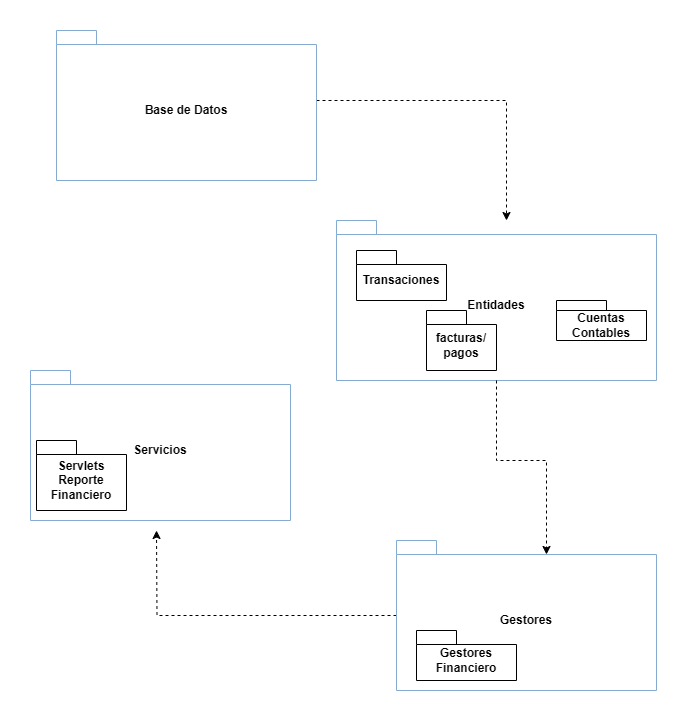 Base de Datos
Transaciones
Entidades
Cuentas
Contables
facturas/
pagos
Servicios
Servlets
Reporte
Financiero
Gestores
Gestores
Financiero